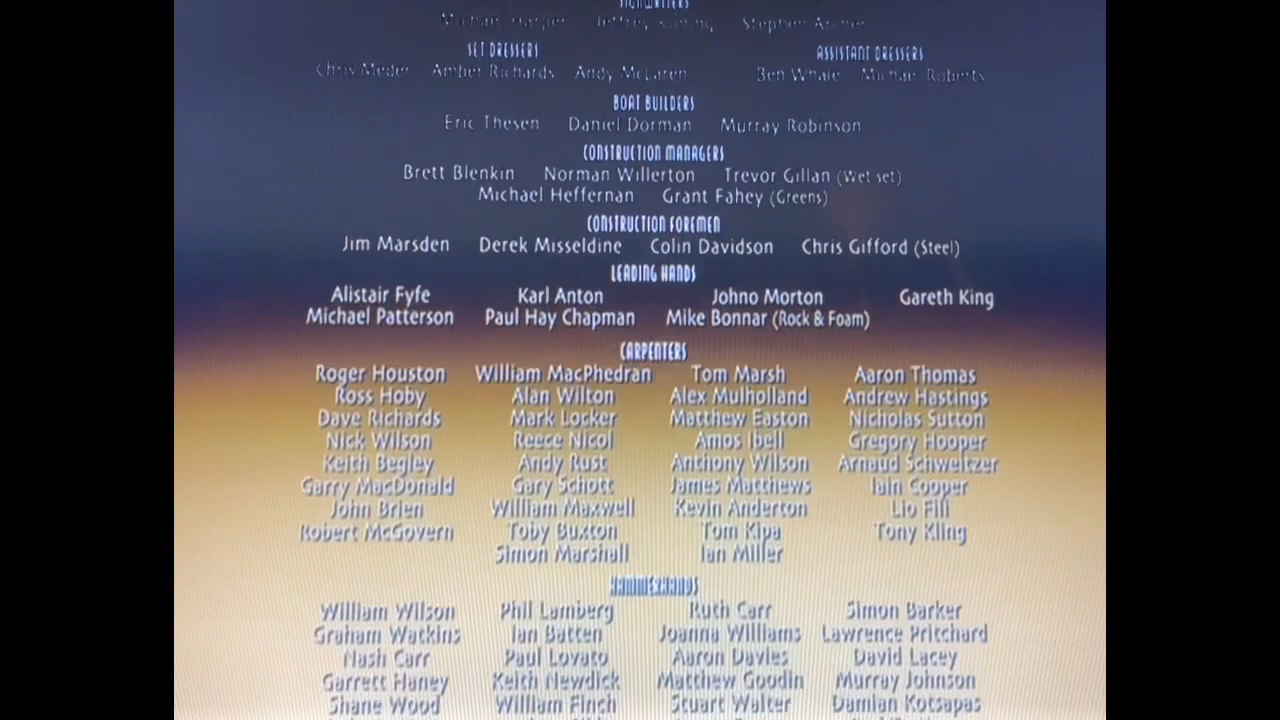 SIGNWRITERS
Michael Harper Jeffrey Stephen Archer
SET DRESSERS ASSISTANT DRESSERS
Chris Meder Amber Richards Andy McLaren Ben Whale Michael Roberts
BOAT BUILDERS
Eric Thesen Daniel Dorman Murray Robinson
CONSTRUCTION MANAGERS
Brett Blenkin Norman Willerton Trevor Gillan (Wet set)
Michael Heffernan Grant Fahey (Greens)
CONSTRUCTION FOREMEN
Jim Marsden Derek Misseldine Colin Davidson Chris Gifford (Steel)
LEADING HANDS
Alistair Fyfe Karl Anton Johno Morton Gareth King
Michael Patterson Paul Hay Chapman Mike Bonnar (Rock & Foam)
CARPENTERS
Roger Houston William MacPhedran Tom Marsh Aaron Thomas
Ross Hoby Alan Wilton Alex Mulholland Andrew Hastings
Dave Richards Mark Locker Matthew Easton Nicholas Sutton
Nick Wilson Reece Nicol Amos Ibell Gregory Hooper
Keith Begley Andy Rust Anthony Wilson Arnaud Schweitzer
Garry MacDonald Gary Schott James Matthews Iain Cooper
John Brien William Maxwell Kevin Anderton Lio Fili
Robert McGovern Toby Buxton Tom Kipa Tony Kling
Simon Marshall Ian Miller
HAMMERHANDS
William Wilson Phil Lamberg Ruth Carr Simon Barker
Graham Watkins Ian Batten Joanna Williams Lawrence Pritchard
Nash Carr Paul Lovato Aaron Davies David Lacey
Garrett Haney Keith Newdick Matthew Goodin Murray Johnson
Shane Wood William Finch Stuart Walter Damian Kotsapas